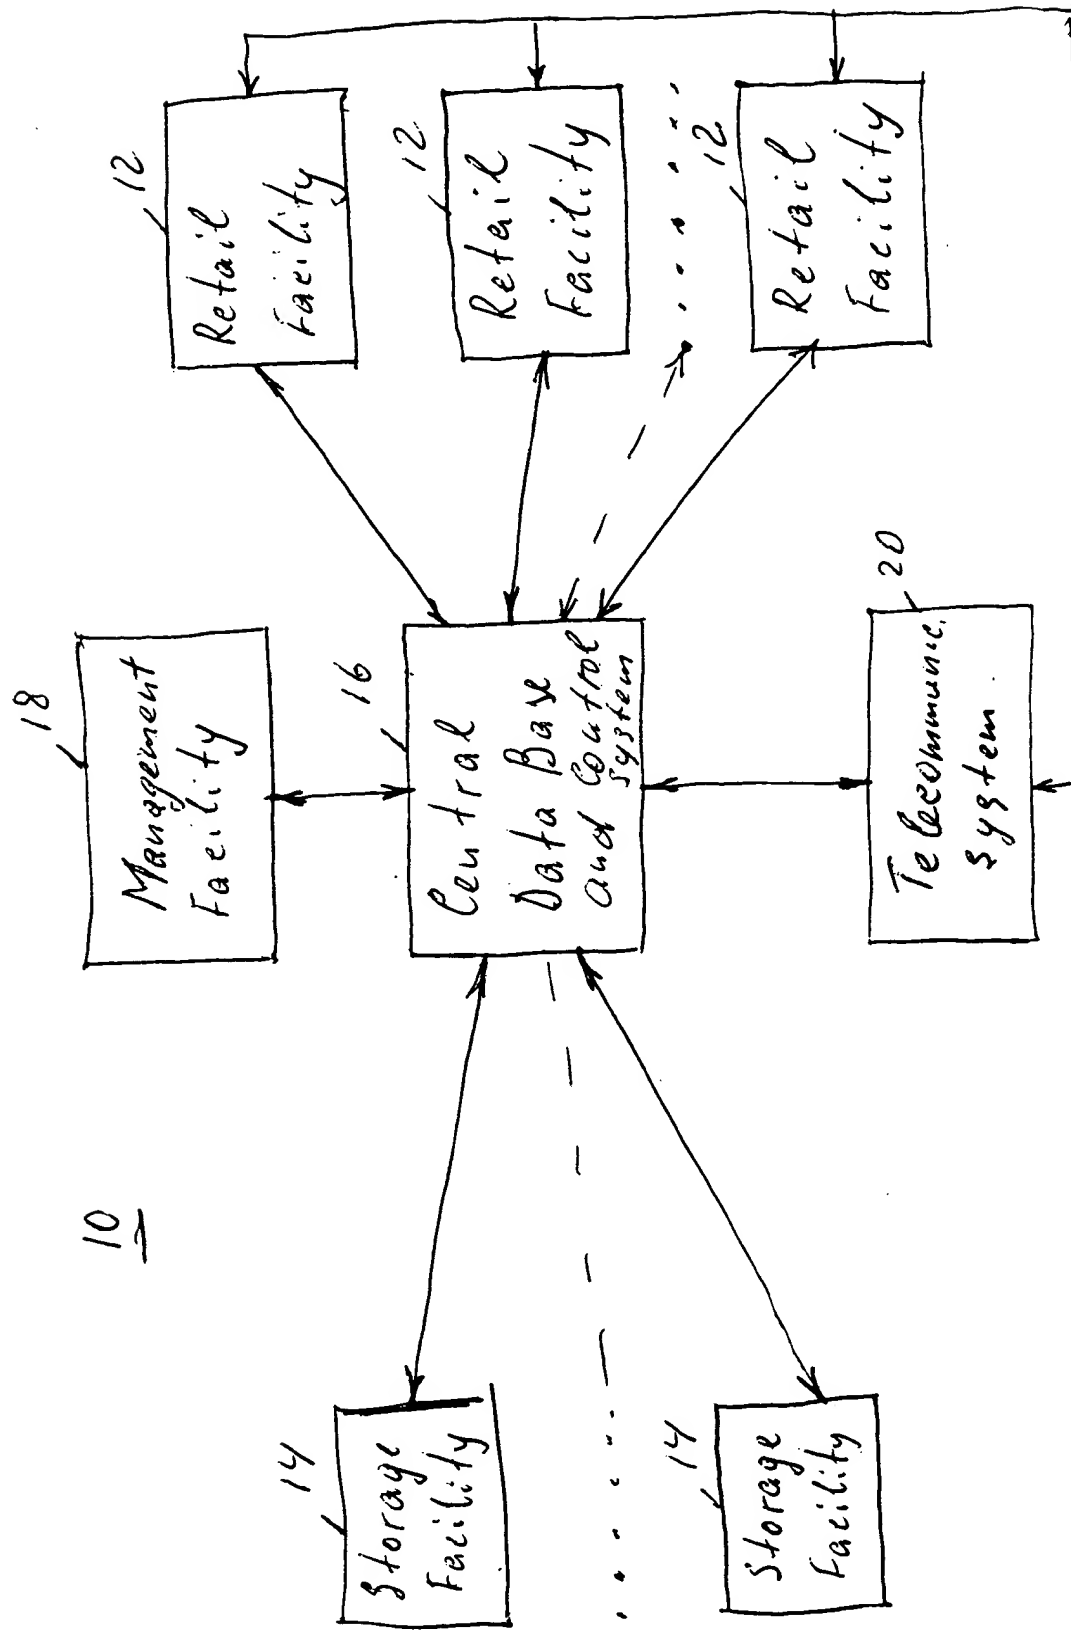 10
18
Management
Facility
14
Storage
Facility
16
Central
Data Base
and Control
System
12
Retail
Facility
12
Retail
Facility
14
Storage
Facility
20
Telecommunic.
System.
12
Retail
Facility